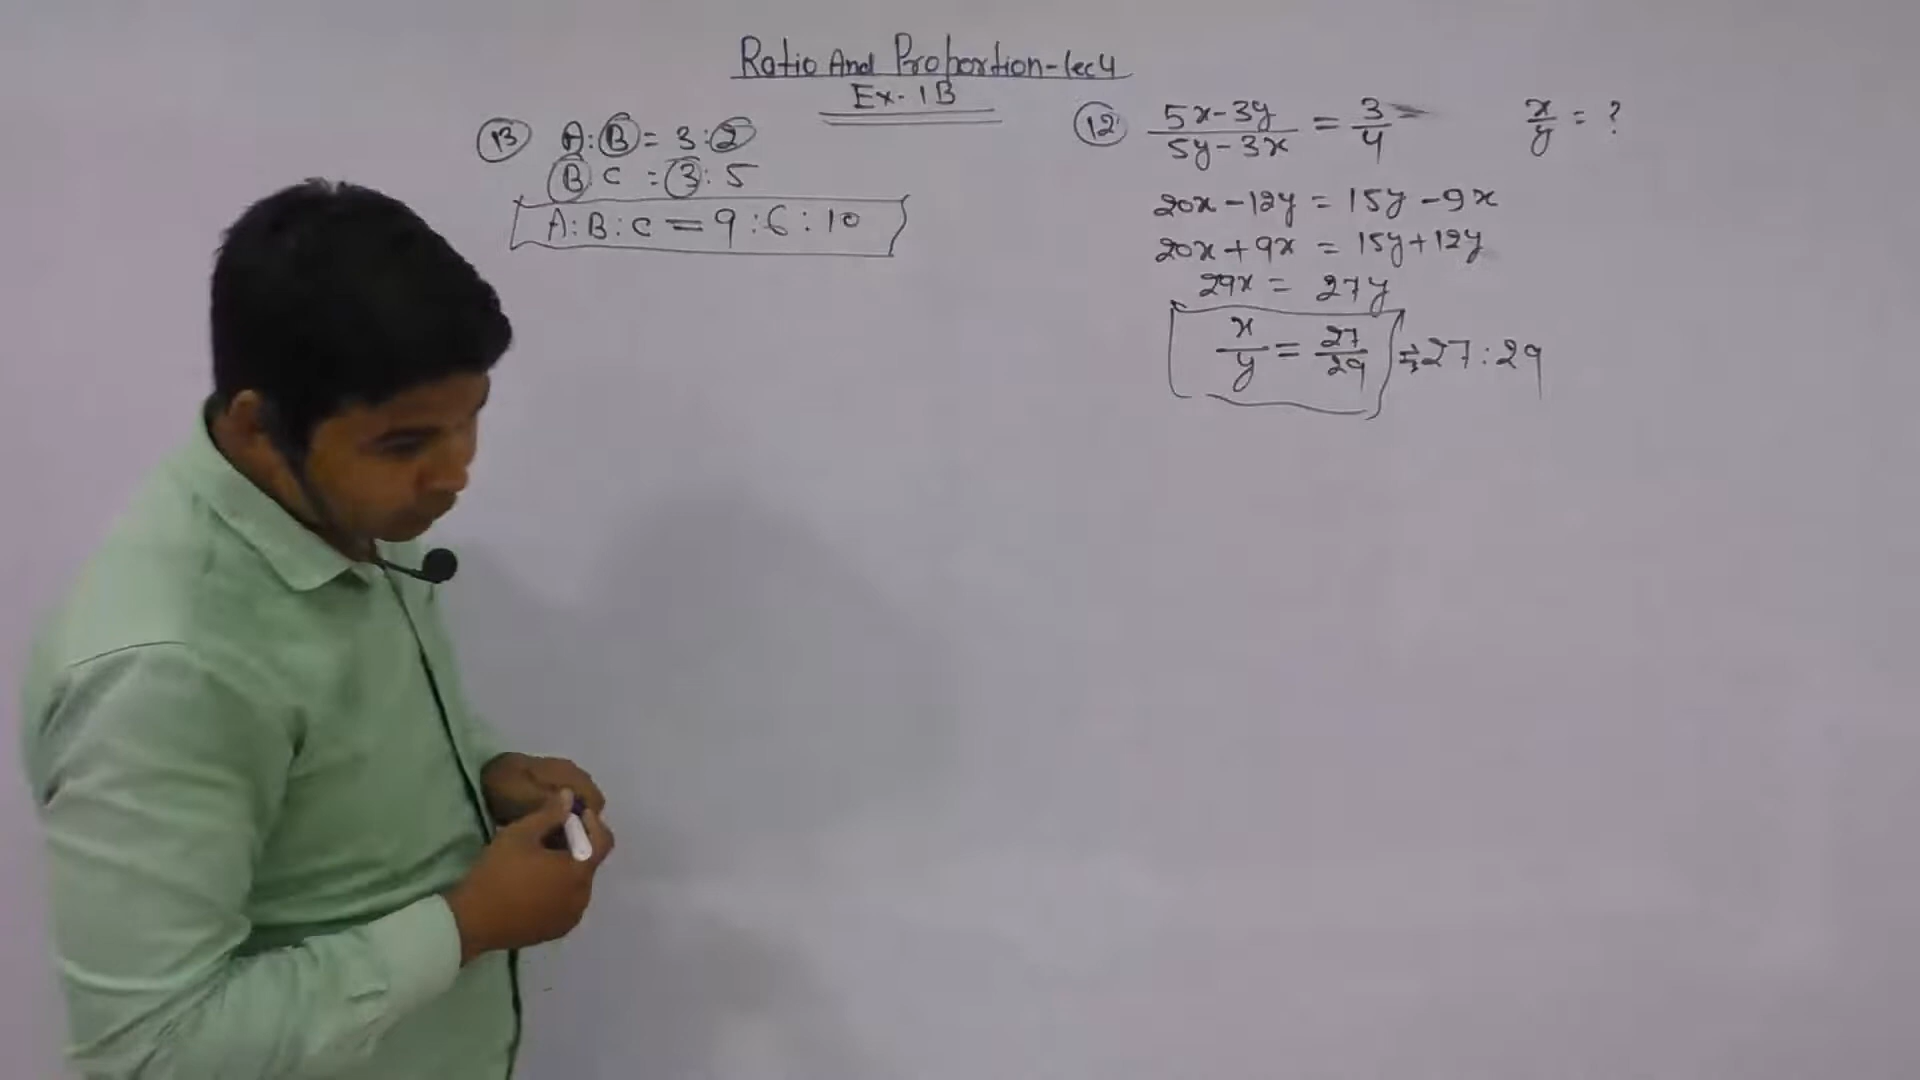 Ratio And Proportion-lec4
Ex-1B
(13) A:B = 3:2
B C = 3:5
A:B:C = 9:6:10
(12) (5x-3y)/(5y-3x) = 3/4 x/y = ?
20x-12y = 15y-9x
20x+9x = 15y+12y
29x = 27y
x/y = 27/29 ⇒ 27:29